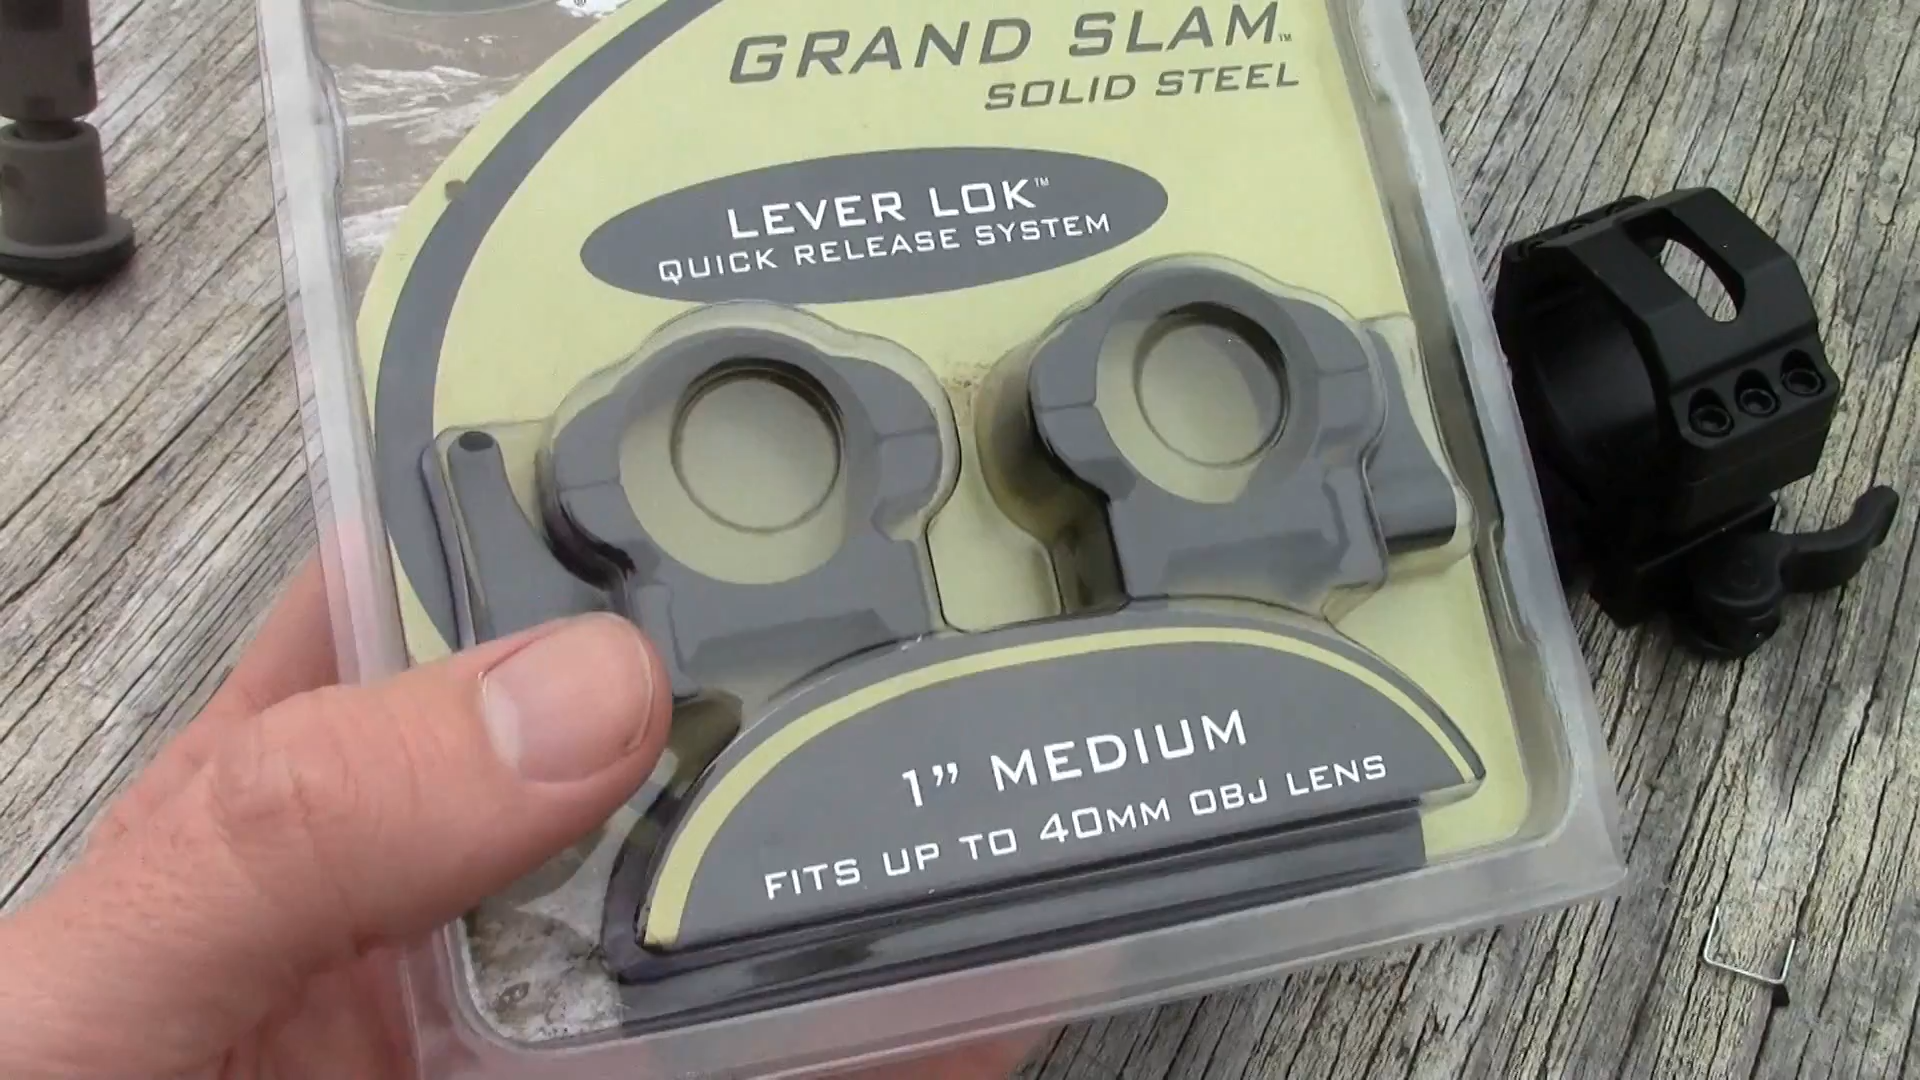 GRAND SLAM™
SOLID STEEL
LEVER LOK™
QUICK RELEASE SYSTEM
1” MEDIUM
FITS UP TO 40MM OBJ LENS